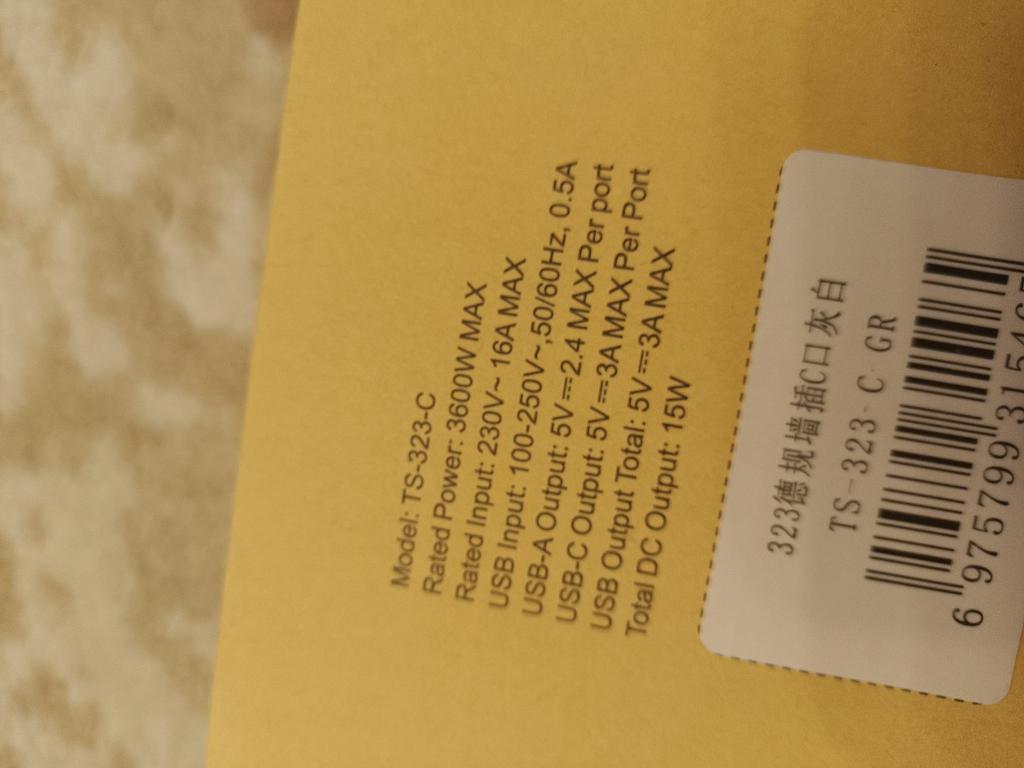 Model: TS-323-C
Rated Power: 3600W MAX
Rated Input: 230V~ 16A MAX
USB Input: 100-250V~,50/60Hz, 0.5A
USB-A Output: 5V⎓2.4 MAX Per port
USB-C Output: 5V⎓3A MAX Per Port
USB Output Total: 5V⎓3A MAX
Total DC Output: 15W
323德规墙插C口灰白
TS-323-C GR
6 975799 315465